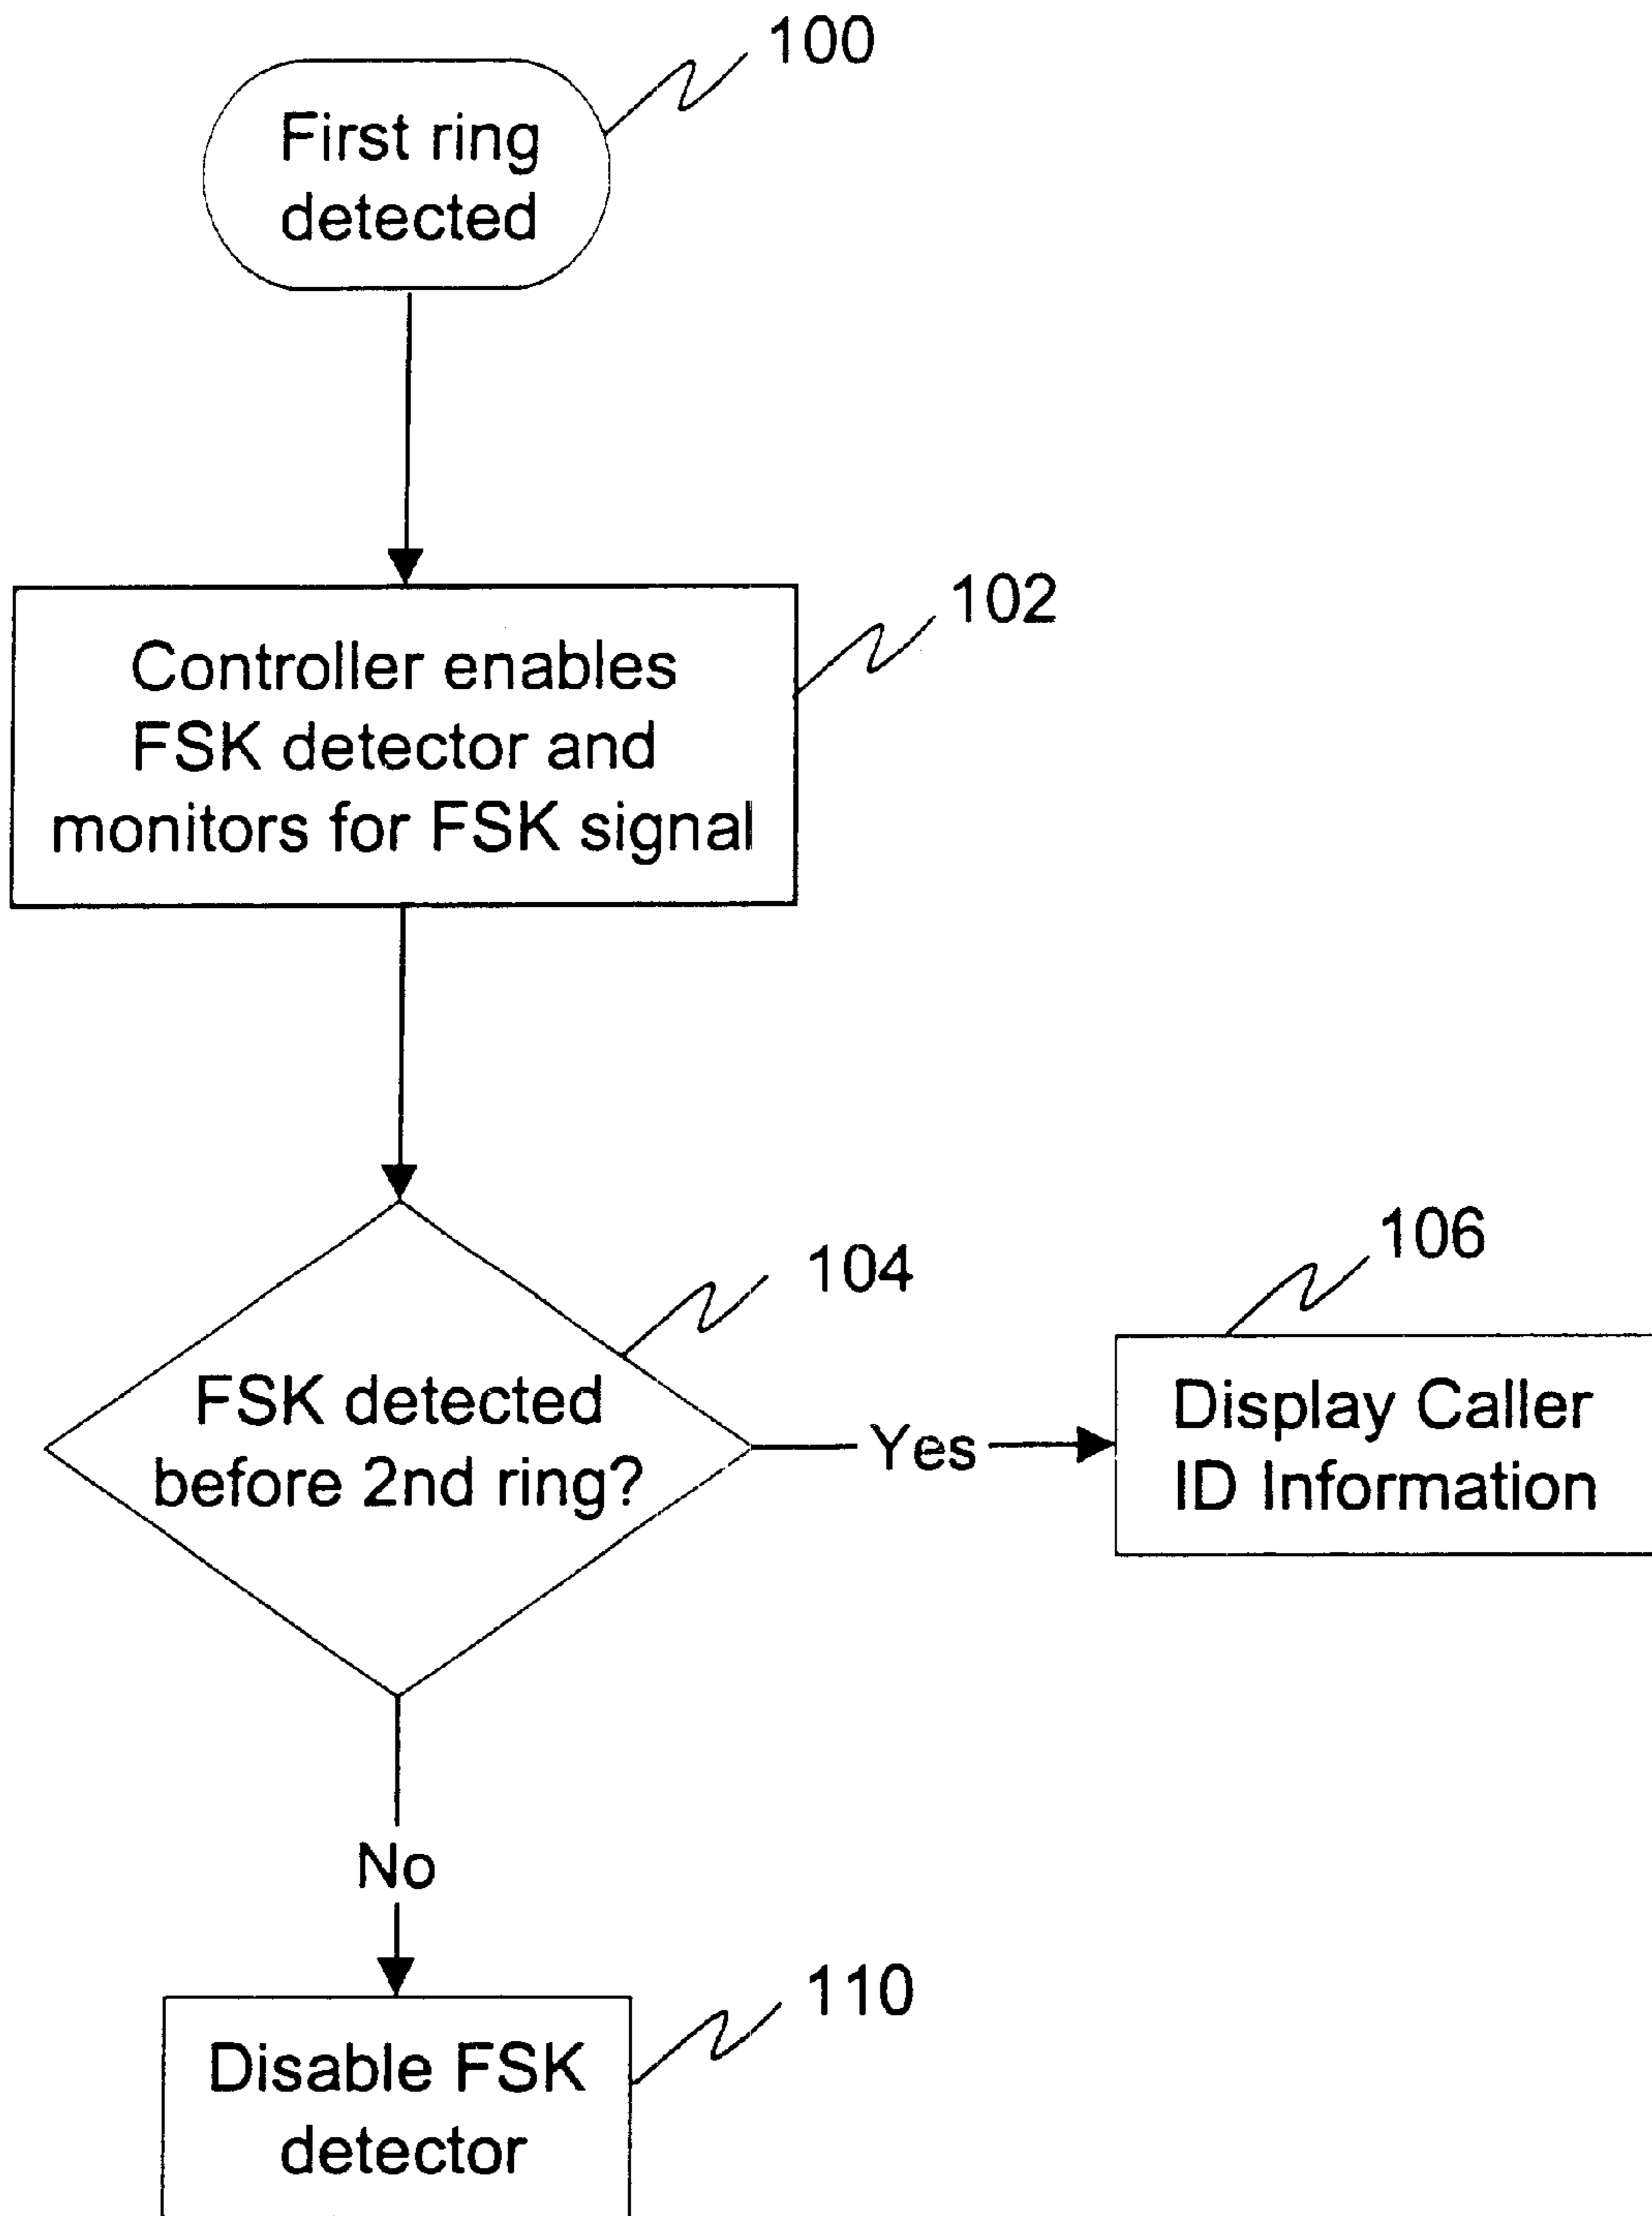 100
First ring
detected
102
Controller enables
FSK detector and
monitors for FSK signal
104
FSK detected
before 2nd ring?
Yes
106
Display Caller
ID Information
No
110
Disable FSK
detector